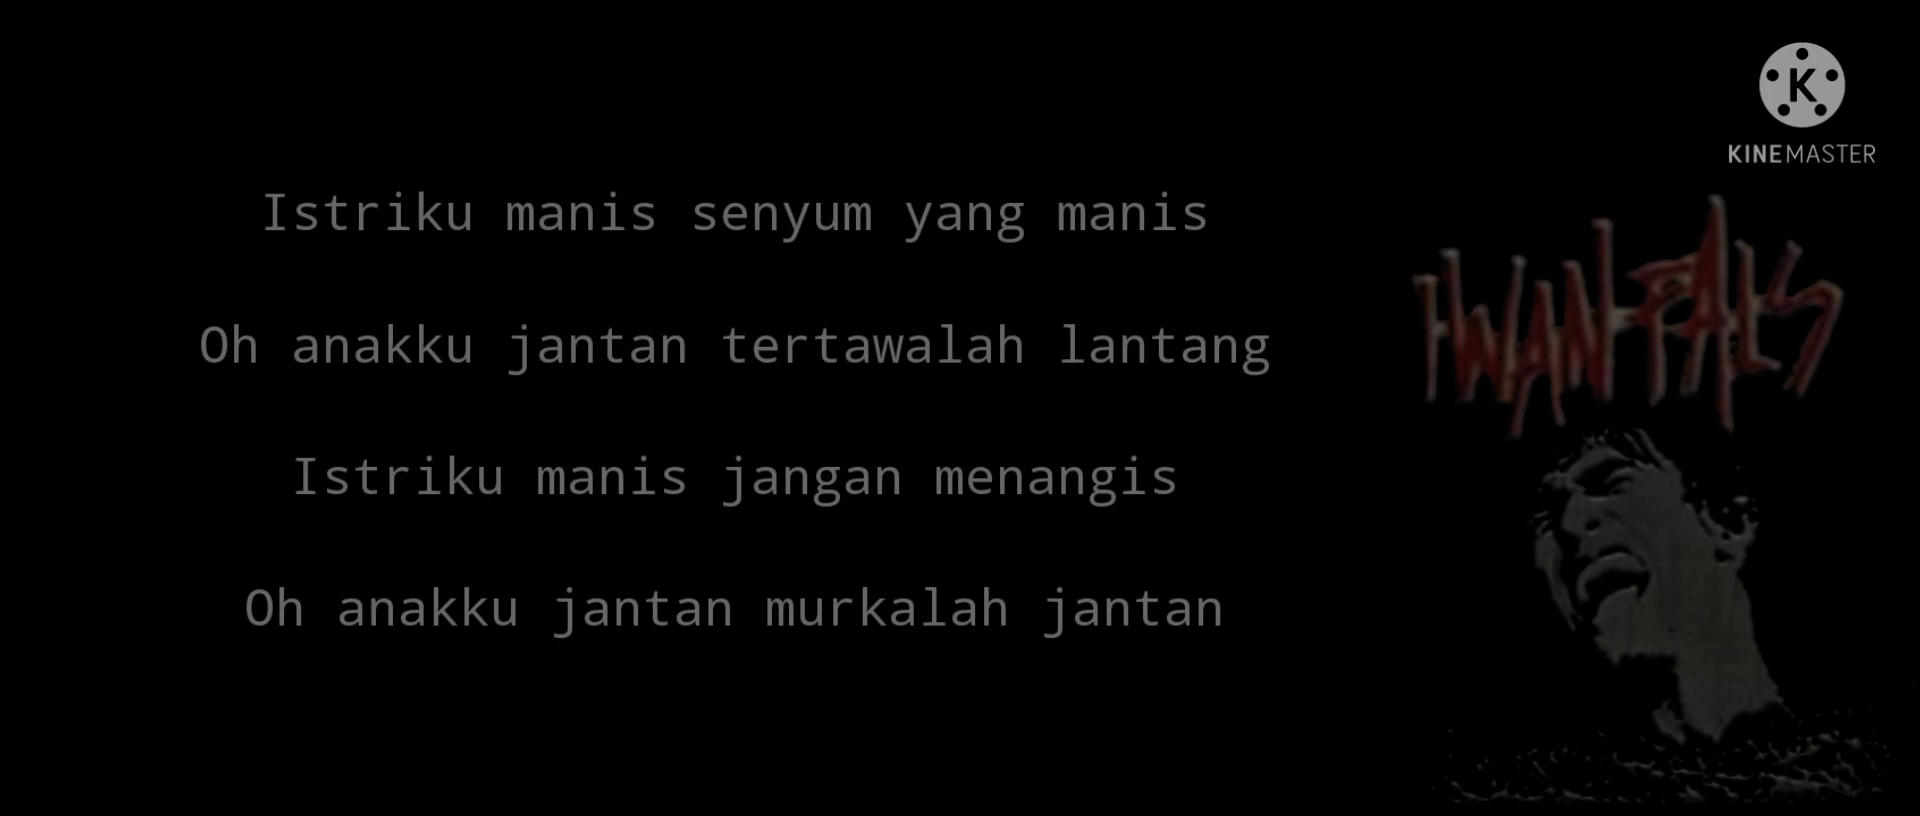 KINEMASTER
Istriku manis senyum yang manis
IWAN FALS
Oh anakku jantan tertawalah lantang
Istriku manis jangan menangis
Oh anakku jantan murkalah jantan